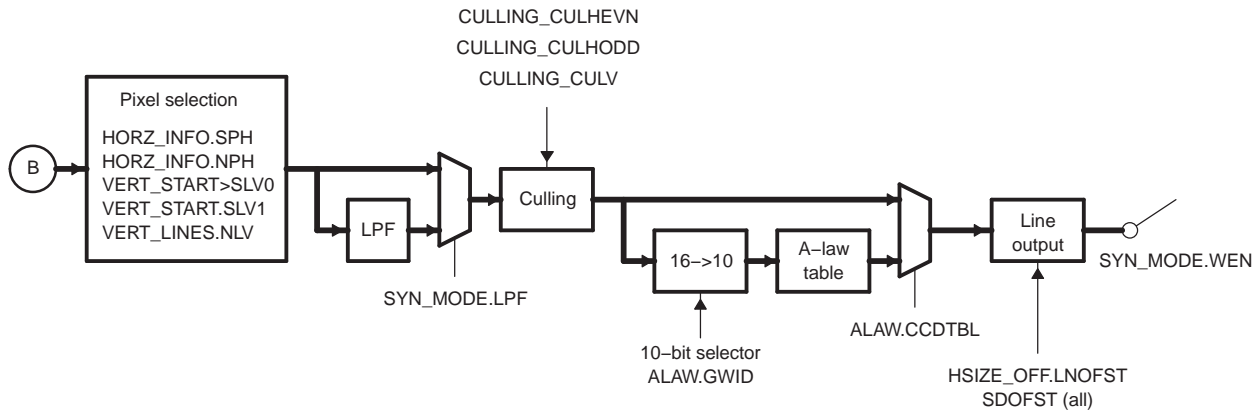 CULLING_CULHEVN
CULLING_CULHODD
CULLING_CULV
Pixel selection
HORZ_INFO.SPH
HORZ_INFO.NPH
VERT_START>SLV0
VERT_START.SLV1
VERT_LINES.NLV
B
LPF
SYN_MODE.LPF
Culling
16−>10
A−law
table
10−bit selector
ALAW.GWID
ALAW.CCDTBL
Line
output
SYN_MODE.WEN
HSIZE_OFF.LNOFST
SDOFST (all)